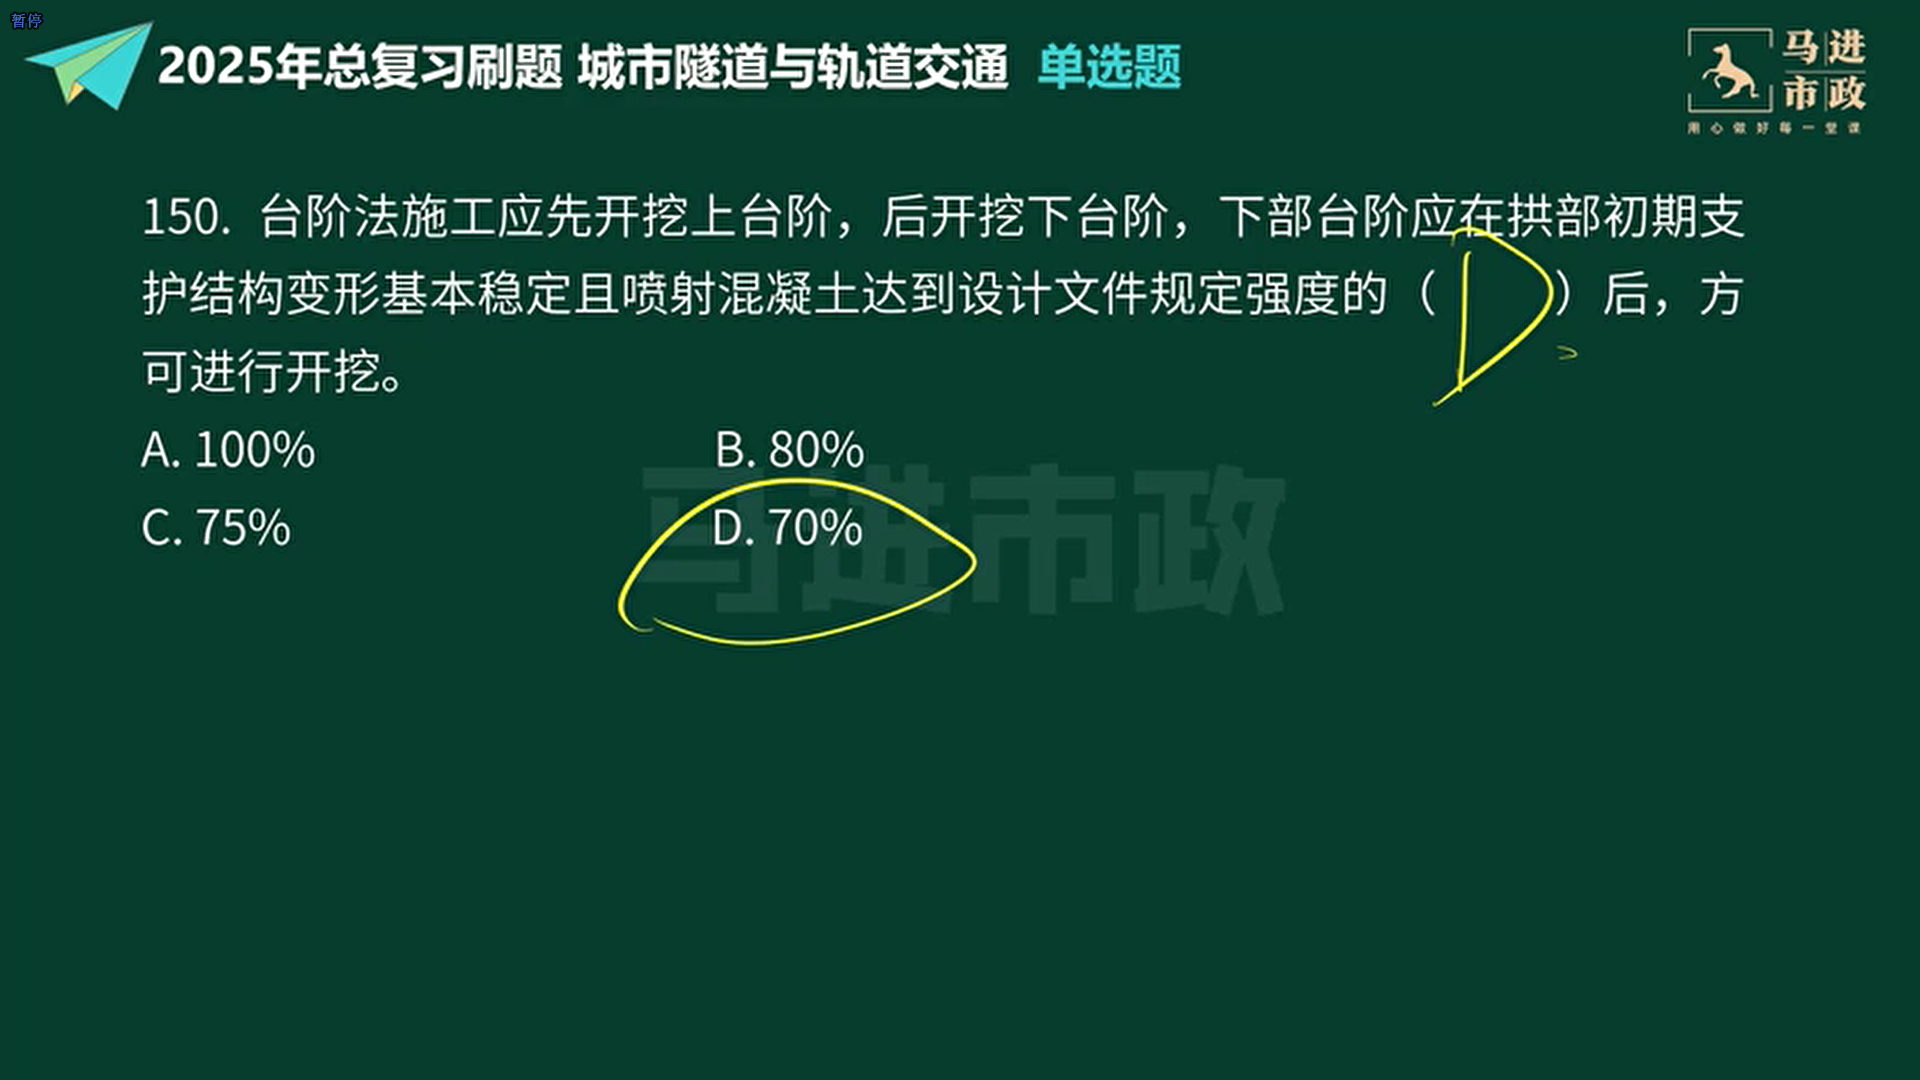 暂停
2025年总复习刷题 城市隧道与轨道交通 单选题
马进
市政
用心做好每一堂课
150. 台阶法施工应先开挖上台阶，后开挖下台阶，下部台阶应在拱部初期支
护结构变形基本稳定且喷射混凝土达到设计文件规定强度的（ D ）后，方
可进行开挖。
A. 100% B. 80%
C. 75% D. 70%
马进市政